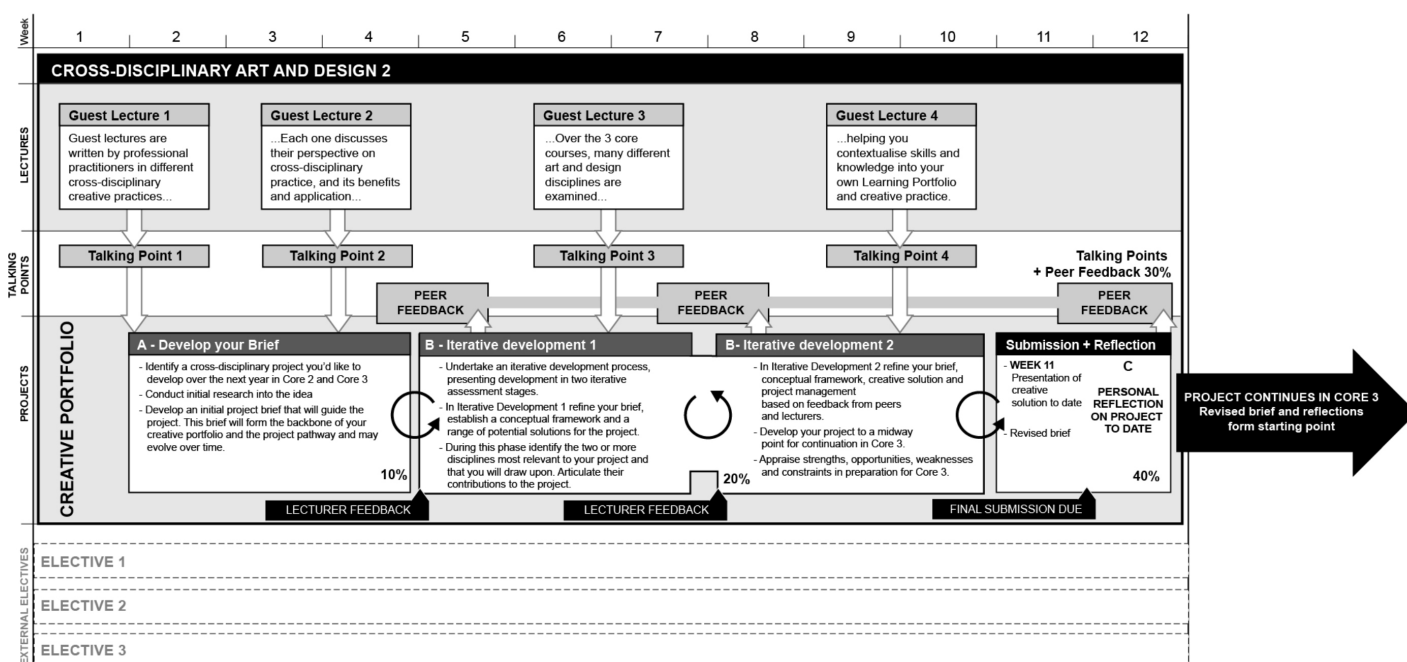 Week
1 2 3 4 5 6 7 8 9 10 11 12
CROSS-DISCIPLINARY ART AND DESIGN 2
LECTURES
Guest Lecture 1
Guest lectures are
written by professional
practitioners in different
cross-disciplinary
creative practices...
Guest Lecture 2
...Each one discusses
their perspective on
cross-disciplinary
practice, and its benefits
and application...
Guest Lecture 3
...Over the 3 core
courses, many different
art and design
disciplines are
examined...
Guest Lecture 4
...helping you
contextualise skills and
knowledge into your
own Learning Portfolio
and creative practice.
TALKING
POINTS
Talking Point 1
Talking Point 2
Talking Point 3
Talking Point 4
Talking Points
+ Peer Feedback 30%
PEER
FEEDBACK
PEER
FEEDBACK
PEER
FEEDBACK
PROJECTS
CREATIVE PORTFOLIO
A - Develop your Brief
- Identify a cross-disciplinary project you'd like to
develop over the next year in Core 2 and Core 3
- Conduct initial research into the idea
- Develop an initial project brief that will guide the
project. This brief will form the backbone of your
creative portfolio and the project pathway and may
evolve over time.
10%
LECTURER FEEDBACK
B - Iterative development 1
- Undertake an iterative development process,
presenting development in two iterative
assessment stages.
- In Iterative Development 1 refine your brief,
establish a conceptual framework and a
range of potential solutions for the project.
- During this phase identify the two or more
disciplines most relevant to your project and
that you will draw upon. Articulate their
contributions to the project.
20%
LECTURER FEEDBACK
B- Iterative development 2
- In Iterative Development 2 refine your brief,
conceptual framework, creative solution and
project management
based on feedback from peers
and lecturers.
- Develop your project to a midway
point for continuation in Core 3.
- Appraise strengths, opportunities, weaknesses
and constraints in preparation for Core 3.
FINAL SUBMISSION DUE
Submission + Reflection
- WEEK 11
Presentation of
creative
solution to date
- Revised brief
C
PERSONAL
REFLECTION
ON PROJECT
TO DATE
40%
PROJECT CONTINUES IN CORE 3
Revised brief and reflections
form starting point
EXTERNAL ELECTIVES
ELECTIVE 1
ELECTIVE 2
ELECTIVE 3